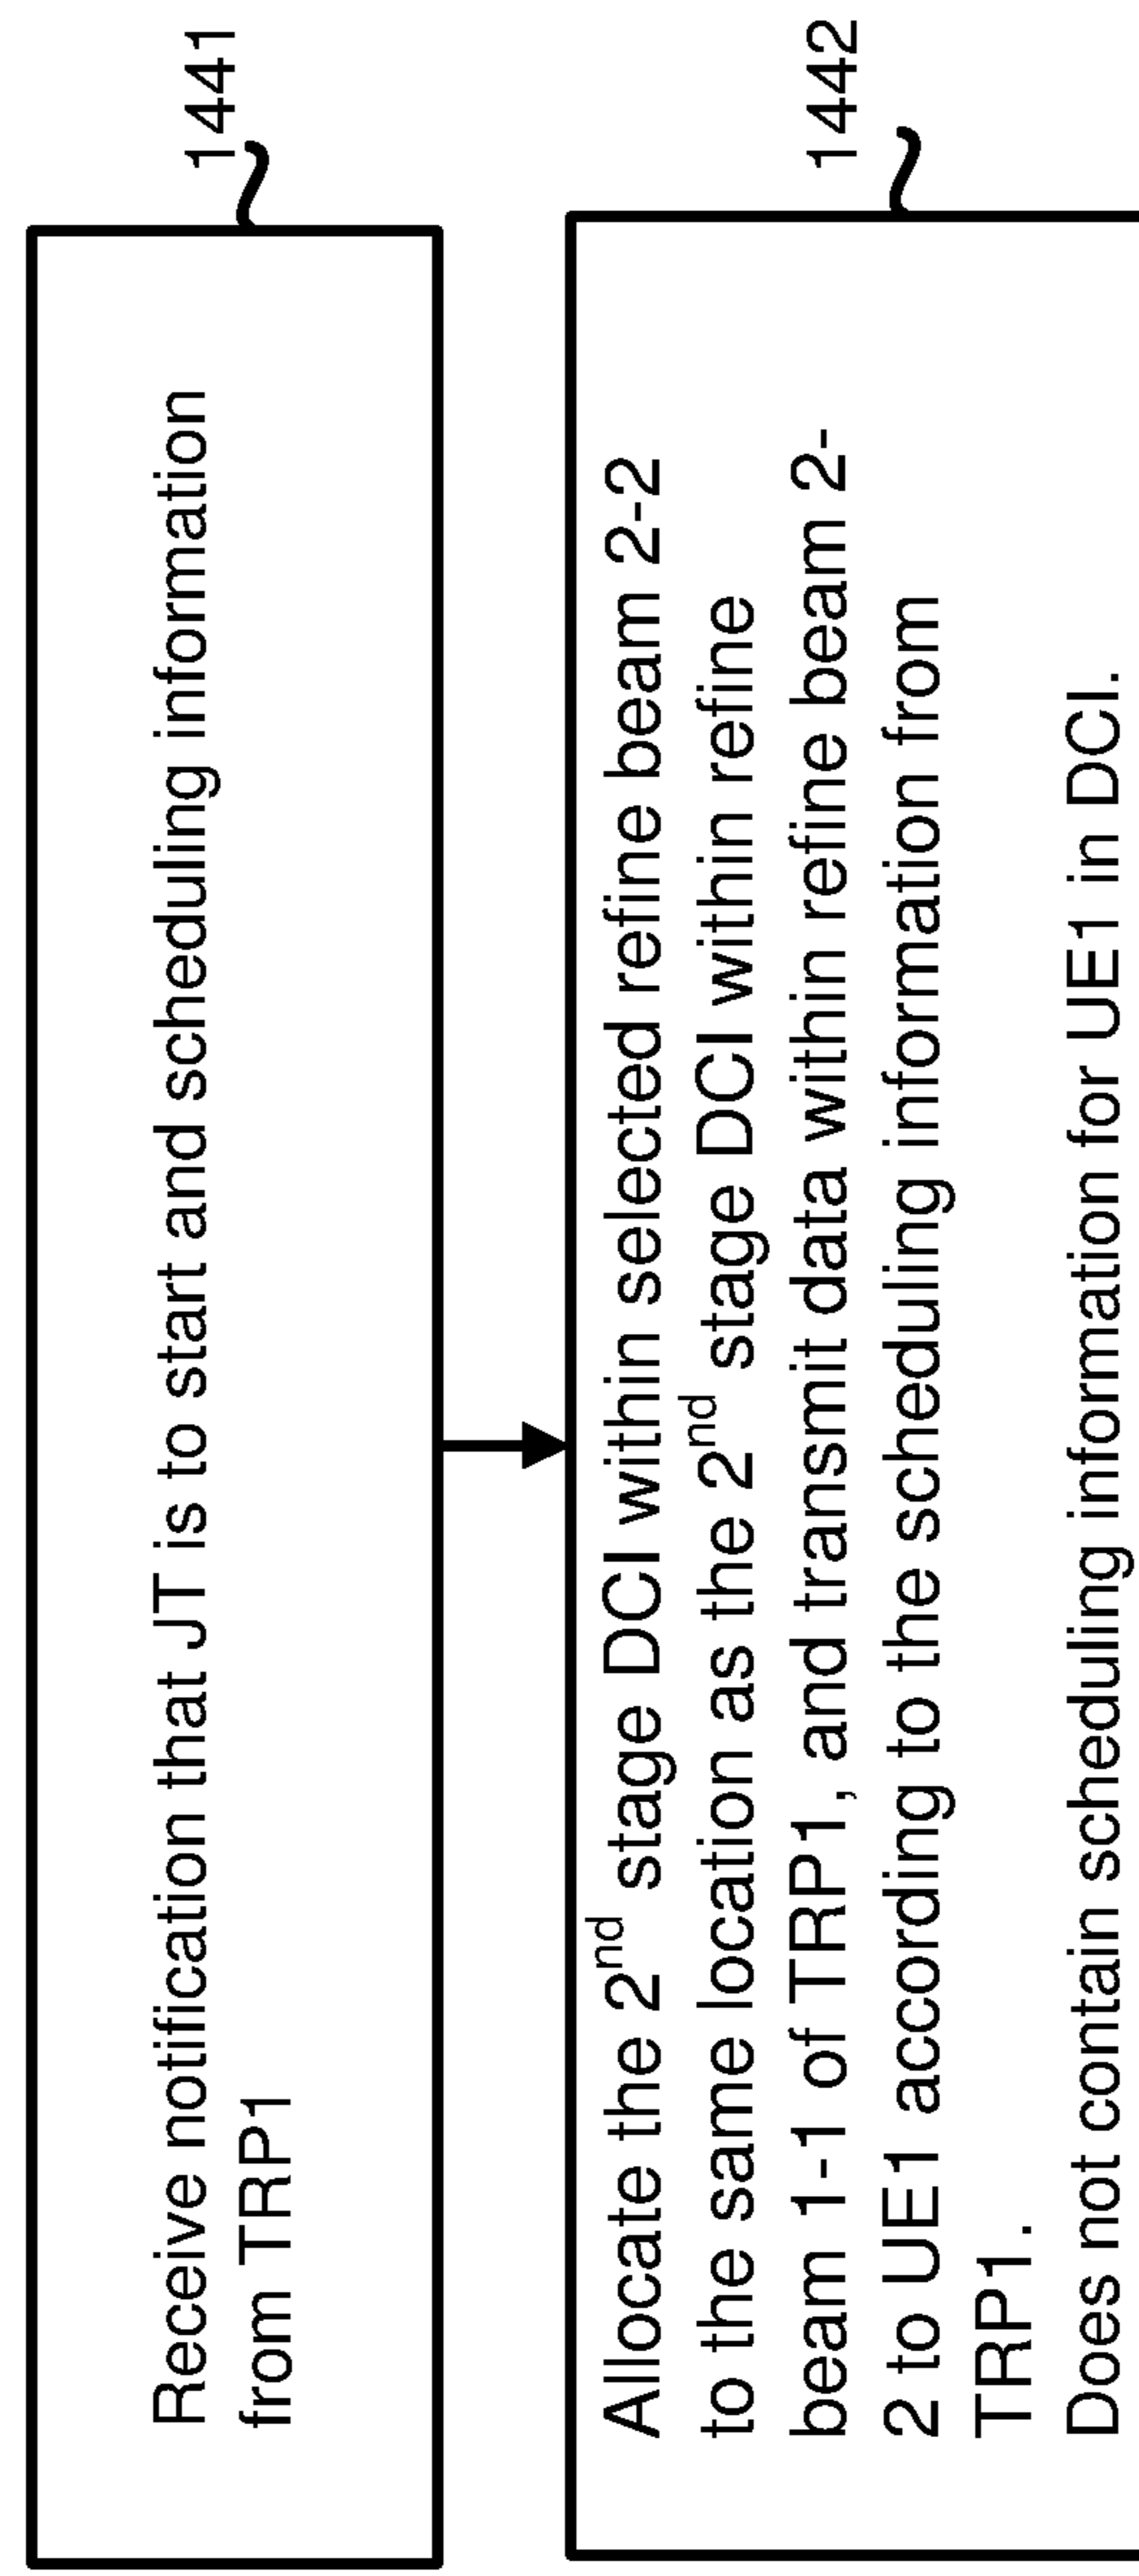 Receive notification that JT is to start and scheduling information
from TRP1
1441
Allocate the 2nd stage DCI within selected refine beam 2-2
to the same location as the 2nd stage DCI within refine
beam 1-1 of TRP1, and transmit data within refine beam 2-
2 to UE1 according to the scheduling information from
TRP1.
Does not contain scheduling information for UE1 in DCI.
1442